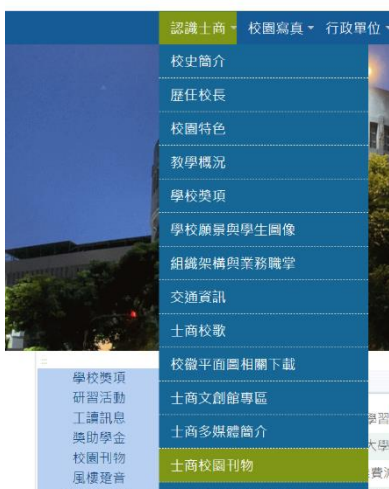 認識士商 校園寫真 行政單位
校史簡介
歷任校長
校園特色
教學概況
學校獎項
學校願景與學生圖像
組織架構與業務職掌
交通資訊
士商校歌
校徽平面圖相關下載
士商文創館專區
士商多媒體簡介
士商校園刊物
學校獎項
研習活動
工讀訊息
獎助學金
校園刊物
風樓跫音
學習
大學